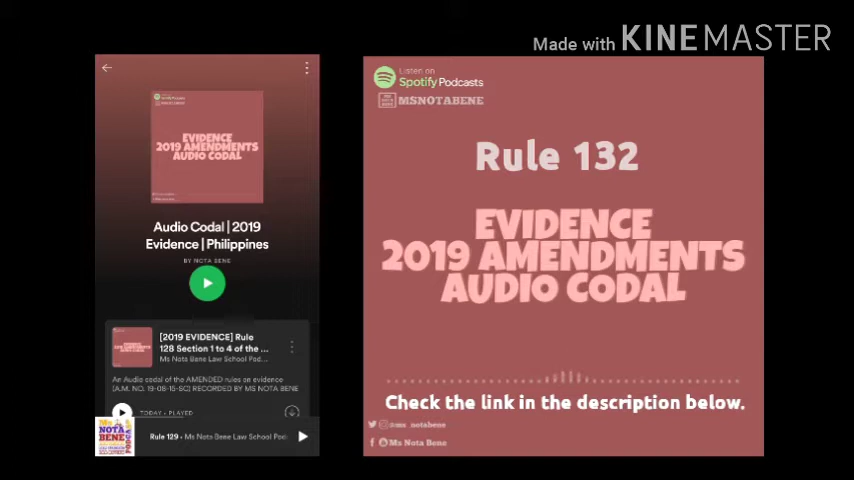 Made with KINEMASTER
EVIDENCE
2019 AMENDMENTS
AUDIO CODAL
Audio Codal | 2019
Evidence | Philippines
BY NOTA BENE
[2019 EVIDENCE] Rule
128 Section 1 to 4 of the ...
Ms Nota Bene Law School Pod...
An Audio codal of the AMENDED rules on evidence
(A.M. NO. 19-08-15-SC) RECORDED BY MS NOTA BENE
TODAY • PLAYED
Ms
NOTA
BENE
PODCAST
Rule 129 • Ms Nota Bene Law School Pod
Listen on
Spotify Podcasts
MSNOTABENE
Rule 132
EVIDENCE
2019 AMENDMENTS
AUDIO CODAL
Check the link in the description below.
@ms_notabene
Ms Nota Bene